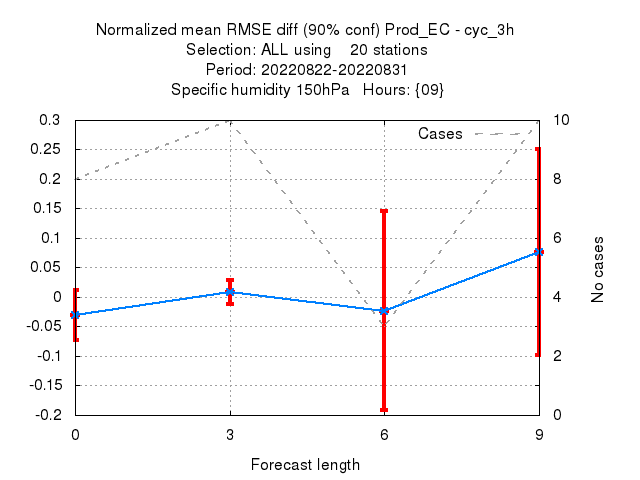 Normalized mean RMSE diff (90% conf) Prod_EC - cyc_3h
Selection: ALL using    20 stations
Period: 20220822-20220831
Specific humidity 150hPa   Hours: {09}
0.3
0.25
0.2
0.15
0.1
0.05
0
-0.05
-0.1
-0.15
-0.2
Cases
10
8
6
4
2
0
No cases
0 3 6 9
Forecast length